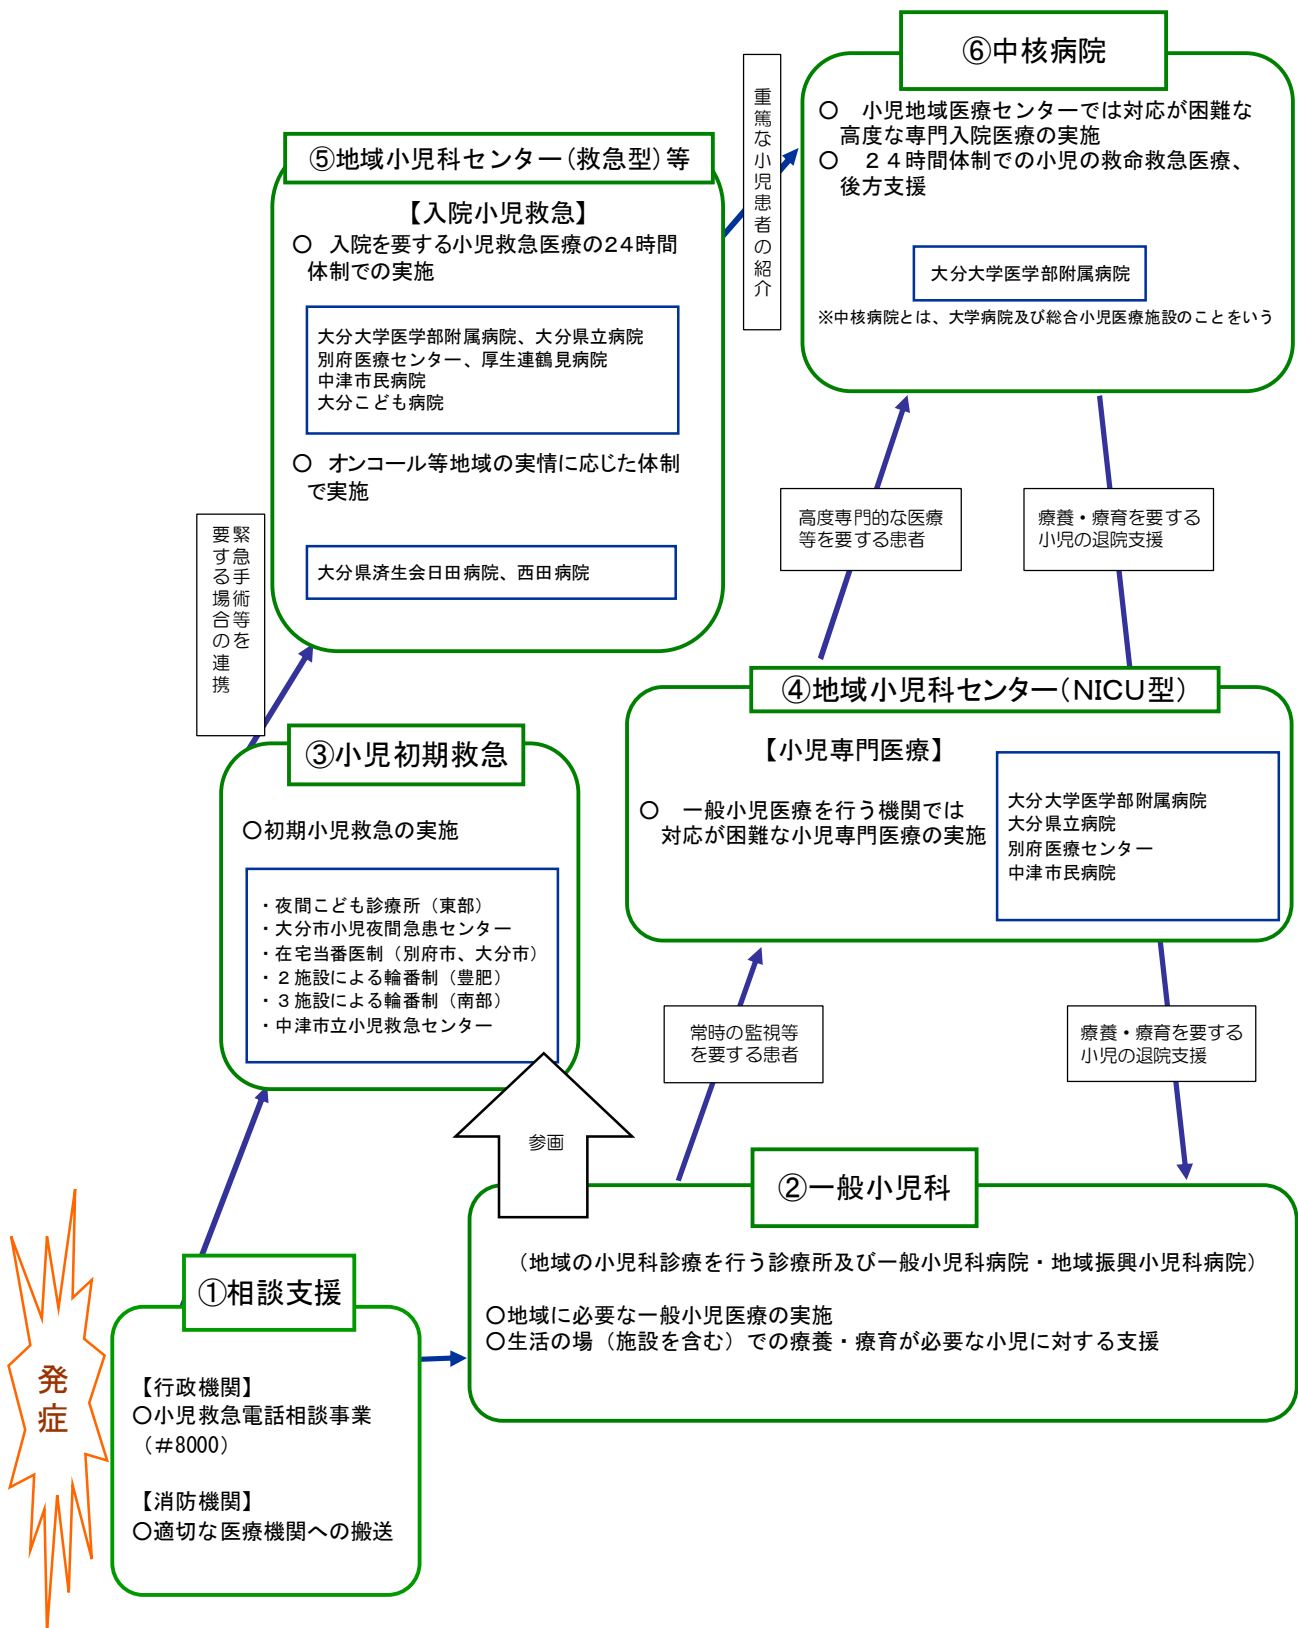 ⑥中核病院
○　小児地域医療センターでは対応が困難な
高度な専門入院医療の実施
○　２４時間体制での小児の救命救急医療、
後方支援
大分大学医学部附属病院
※中核病院とは、大学病院及び総合小児医療施設のことをいう
重篤な小児患者の紹介
⑤地域小児科センター（救急型）等
【入院小児救急】
○　入院を要する小児救急医療の24時間
体制での実施
大分大学医学部附属病院、大分県立病院
別府医療センター、厚生連鶴見病院
中津市民病院
大分こども病院
○　オンコール等地域の実情に応じた体制
で実施
大分県済生会日田病院、西田病院
緊急手術等を
要する場合の連携
高度専門的な医療
等を要する患者
療養・療育を要する
小児の退院支援
④地域小児科センター（NICU型）
【小児専門医療】
○　一般小児医療を行う機関では
対応が困難な小児専門医療の実施
大分大学医学部附属病院
大分県立病院
別府医療センター
中津市民病院
③小児初期救急
○初期小児救急の実施
・夜間こども診療所（東部）
・大分市小児夜間急患センター
・在宅当番医制（別府市、大分市）
・２施設による輪番制（豊肥）
・３施設による輪番制（南部）
・中津市立小児救急センター
常時の監視等
を要する患者
療養・療育を要する
小児の退院支援
参画
②一般小児科
（地域の小児科診療を行う診療所及び一般小児科病院・地域振興小児科病院）
○地域に必要な一般小児医療の実施
○生活の場（施設を含む）での療養・療育が必要な小児に対する支援
①相談支援
【行政機関】
○小児救急電話相談事業
（＃8000）
【消防機関】
○適切な医療機関への搬送
発症